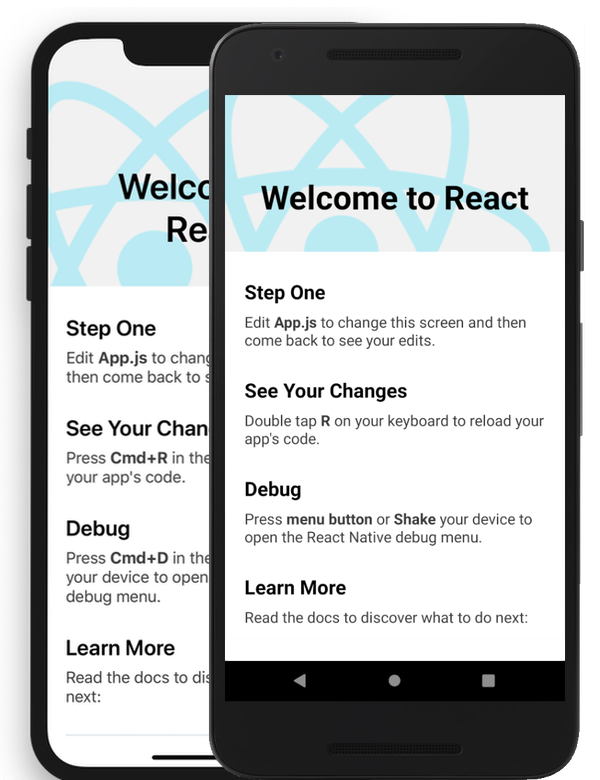 Welco
Re
Step One
Edit App.js to chang
then come back to s
See Your Chan
Press Cmd+R in the
your app's code.
Debug
Press Cmd+D in the
your device to open
debug menu.
Learn More
Read the docs to dis
next:
Welcome to React
Step One
Edit App.js to change this screen and then
come back to see your edits.
See Your Changes
Double tap R on your keyboard to reload your
app's code.
Debug
Press menu button or Shake your device to
open the React Native debug menu.
Learn More
Read the docs to discover what to do next: